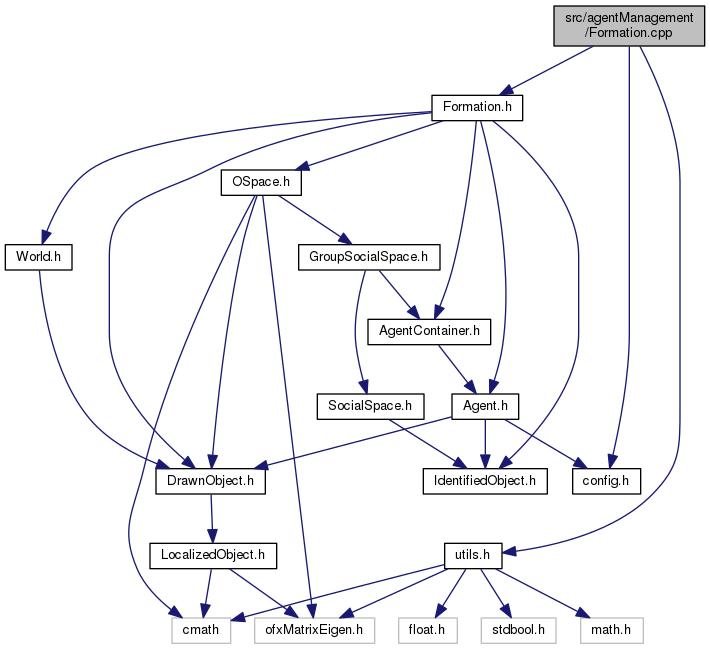 src/agentManagement
/Formation.cpp
Formation.h
OSpace.h
World.h
GroupSocialSpace.h
AgentContainer.h
SocialSpace.h
Agent.h
DrawnObject.h
IdentifiedObject.h
config.h
LocalizedObject.h
utils.h
cmath
ofxMatrixEigen.h
float.h
stdbool.h
math.h